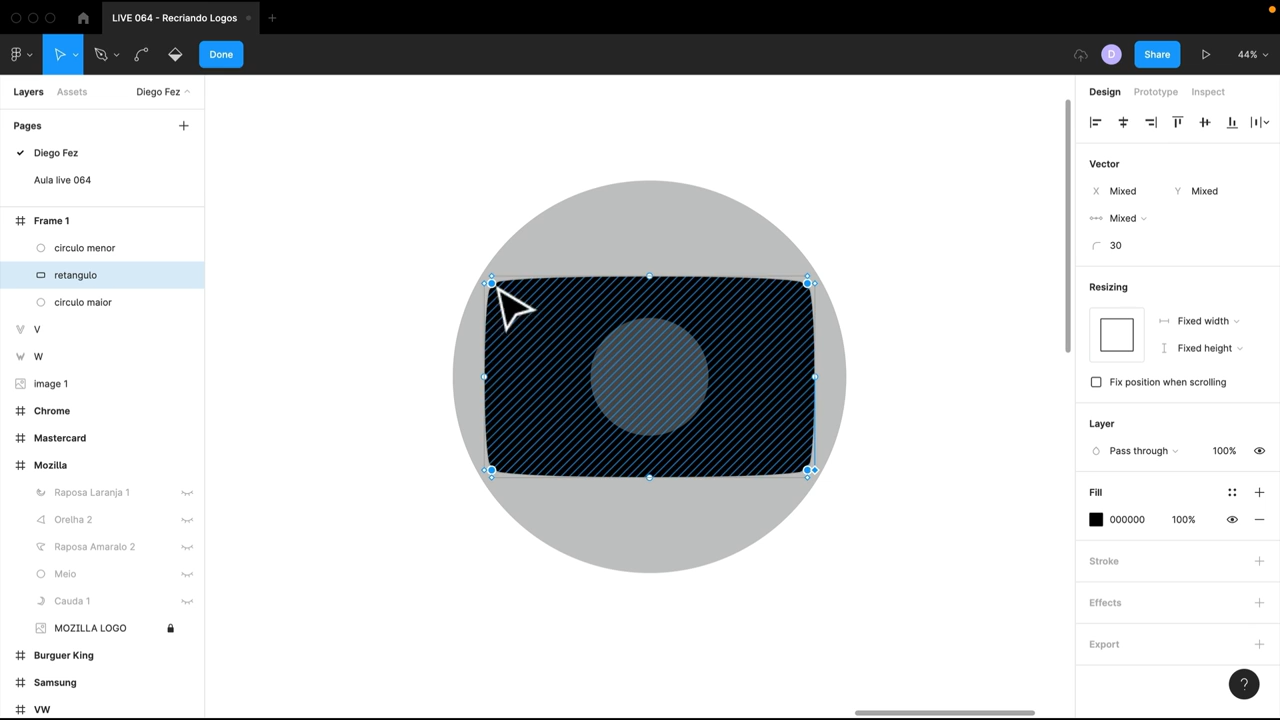 LIVE 064 - Recriando Logos
Done
D
Share
44%
Layers
Assets
Diego Fez
Pages
Diego Fez
Aula live 064
Frame 1
circulo menor
retangulo
circulo maior
V
W
image 1
Chrome
Mastercard
Mozilla
Raposa Laranja 1
Orelha 2
Raposa Amaralo 2
Meio
Cauda 1
MOZILLA LOGO
Burguer King
Samsung
VW
Design
Prototype
Inspect
Vector
X Mixed
Y Mixed
Mixed
30
Resizing
Fixed width
Fixed height
Fix position when scrolling
Layer
Pass through
100%
Fill
000000
100%
Stroke
Effects
Export
?